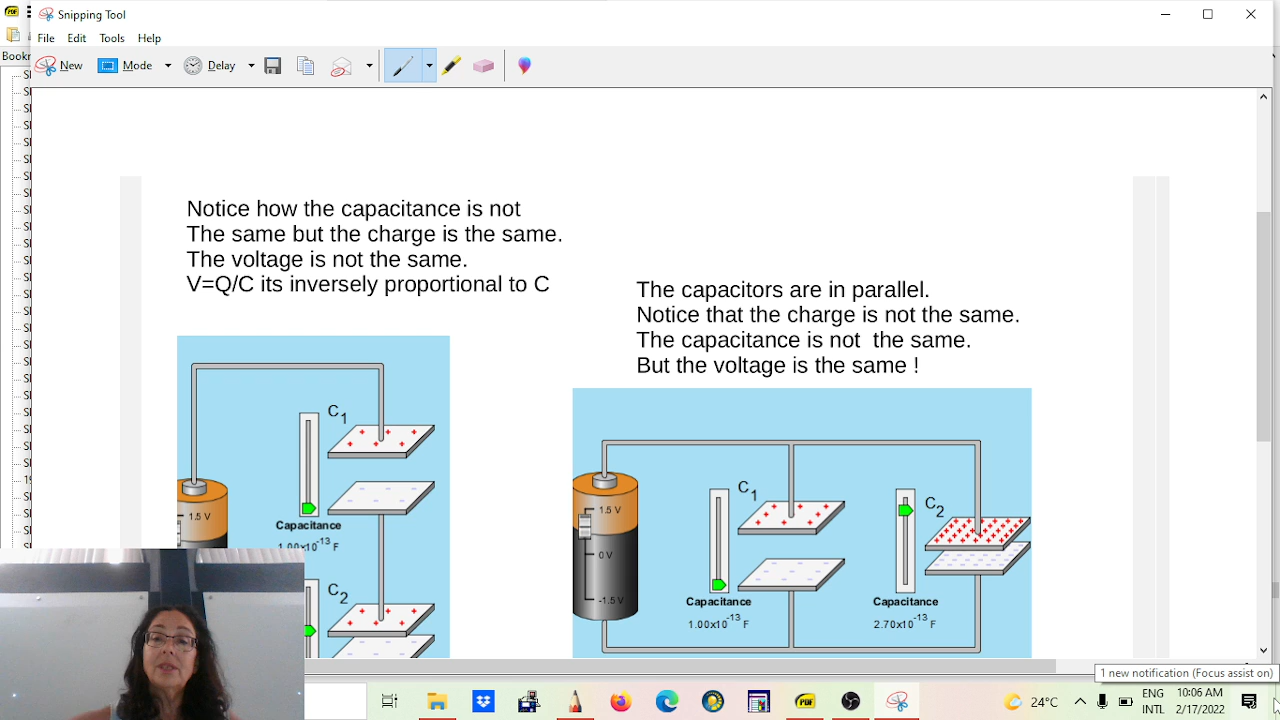 Snipping Tool
File Edit Tools Help
New Mode Delay
Notice how the capacitance is not
The same but the charge is the same.
The voltage is not the same.
V=Q/C its inversely proportional to C
The capacitors are in parallel.
Notice that the charge is not the same.
The capacitance is not  the same.
But the voltage is the same !
C1
1.5 V
Capacitance
1.00x10-13 F
C2
1.5 V
0 V
-1.5 V
C1
Capacitance
1.00x10-13 F
C2
Capacitance
2.70x10-13 F
1 new notification (Focus assist on)
24°C
ENG
INTL
10:06 AM
2/17/2022
PDF